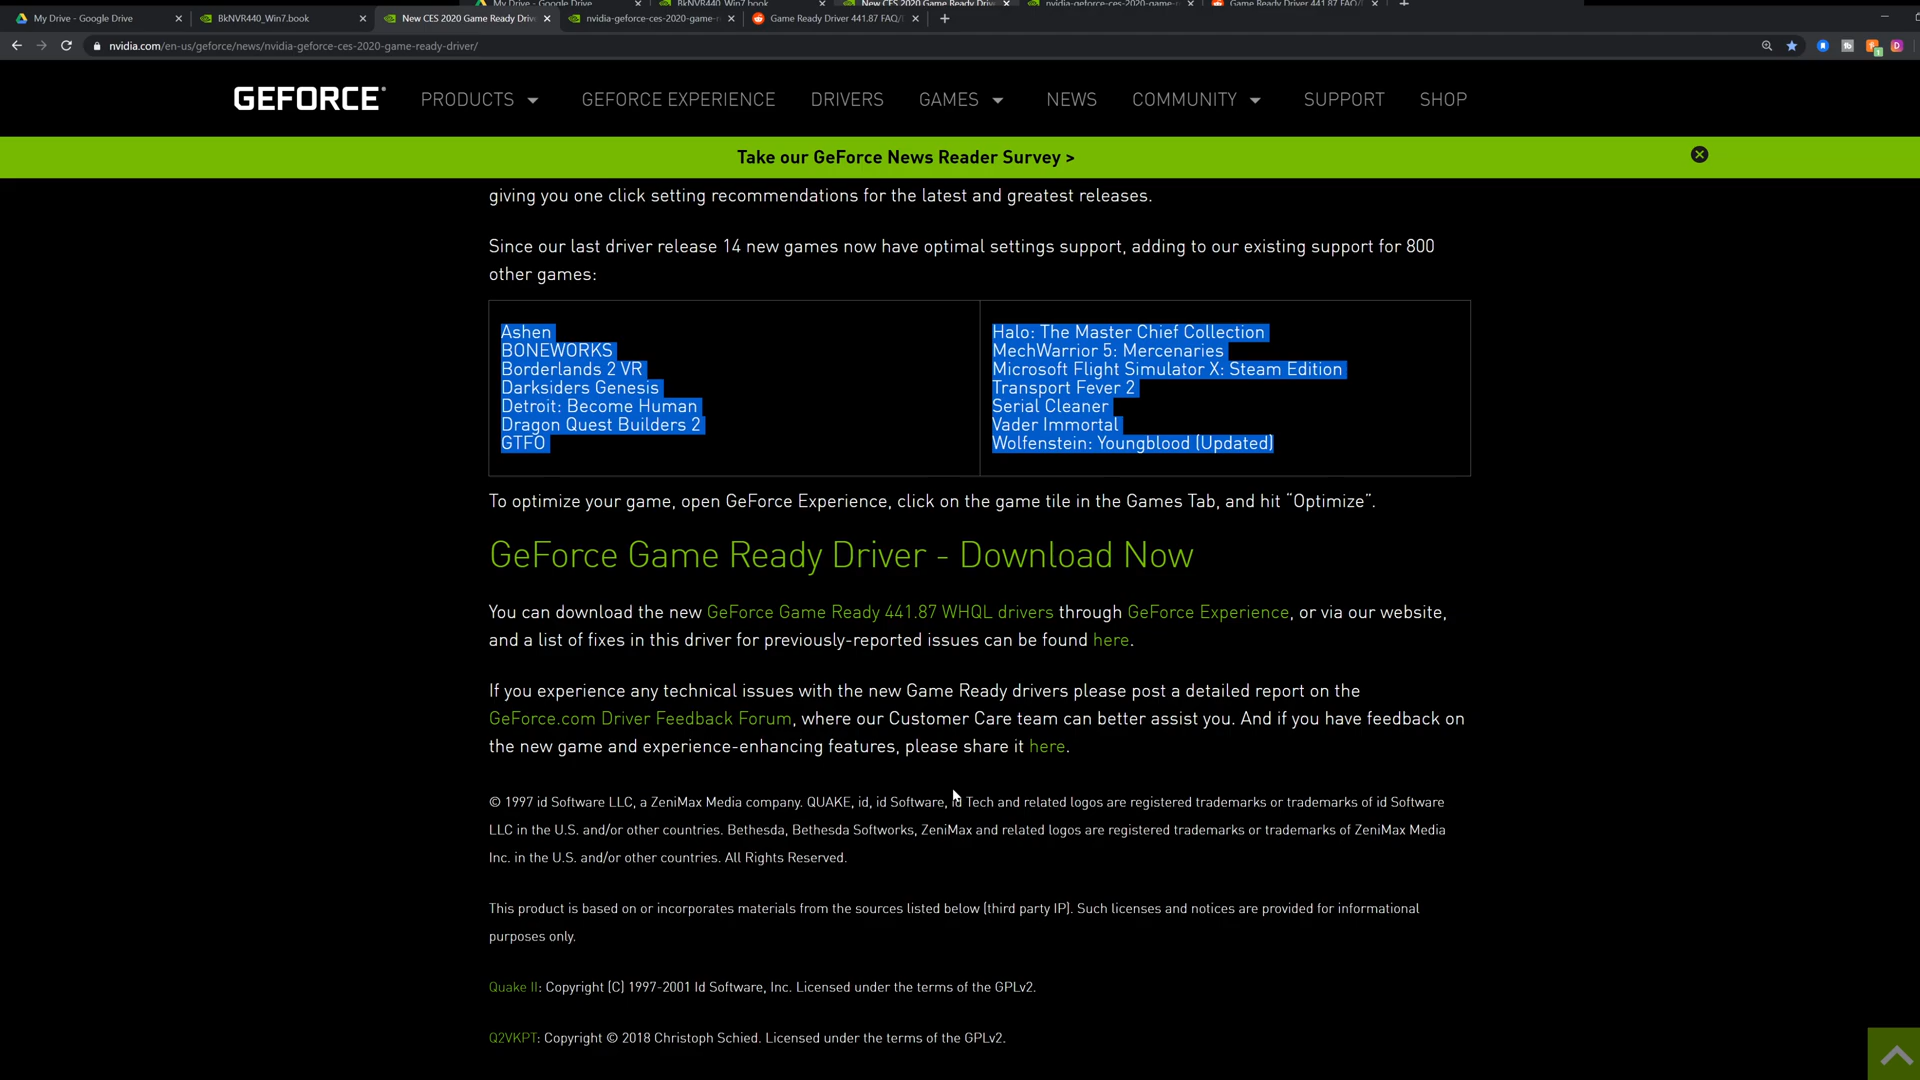 My Drive - Google Drive
BkNVR440_Win7.book
New CES 2020 Game Ready Driv
nvidia-geforce-ces-2020-game-r
Game Ready Driver 441.87 FAQ/
nvidia.com/en-us/geforce/news/nvidia-geforce-ces-2020-game-ready-driver/
GEFORCE
PRODUCTS
GEFORCE EXPERIENCE
DRIVERS
GAMES
NEWS
COMMUNITY
SUPPORT
SHOP
Take our GeForce News Reader Survey >
giving you one click setting recommendations for the latest and greatest releases.
Since our last driver release 14 new games now have optimal settings support, adding to our existing support for 800
other games:
Ashen
BONEWORKS
Borderlands 2 VR
Darksiders Genesis
Detroit: Become Human
Dragon Quest Builders 2
GTFO
Halo: The Master Chief Collection
MechWarrior 5: Mercenaries
Microsoft Flight Simulator X: Steam Edition
Transport Fever 2
Serial Cleaner
Vader Immortal
Wolfenstein: Youngblood (Updated)
To optimize your game, open GeForce Experience, click on the game tile in the Games Tab, and hit “Optimize”.
GeForce Game Ready Driver - Download Now
You can download the new GeForce Game Ready 441.87 WHQL drivers through GeForce Experience, or via our website,
and a list of fixes in this driver for previously-reported issues can be found here.
If you experience any technical issues with the new Game Ready drivers please post a detailed report on the
GeForce.com Driver Feedback Forum, where our Customer Care team can better assist you. And if you have feedback on
the new game and experience-enhancing features, please share it here.
© 1997 id Software LLC, a ZeniMax Media company. QUAKE, id, id Software, id Tech and related logos are registered trademarks or trademarks of id Software
LLC in the U.S. and/or other countries. Bethesda, Bethesda Softworks, ZeniMax and related logos are registered trademarks or trademarks of ZeniMax Media
Inc. in the U.S. and/or other countries. All Rights Reserved.
This product is based on or incorporates materials from the sources listed below (third party IP). Such licenses and notices are provided for informational
purposes only.
Quake II: Copyright (C) 1997-2001 Id Software, Inc. Licensed under the terms of the GPLv2.
Q2VKPT: Copyright © 2018 Christoph Schied. Licensed under the terms of the GPLv2.